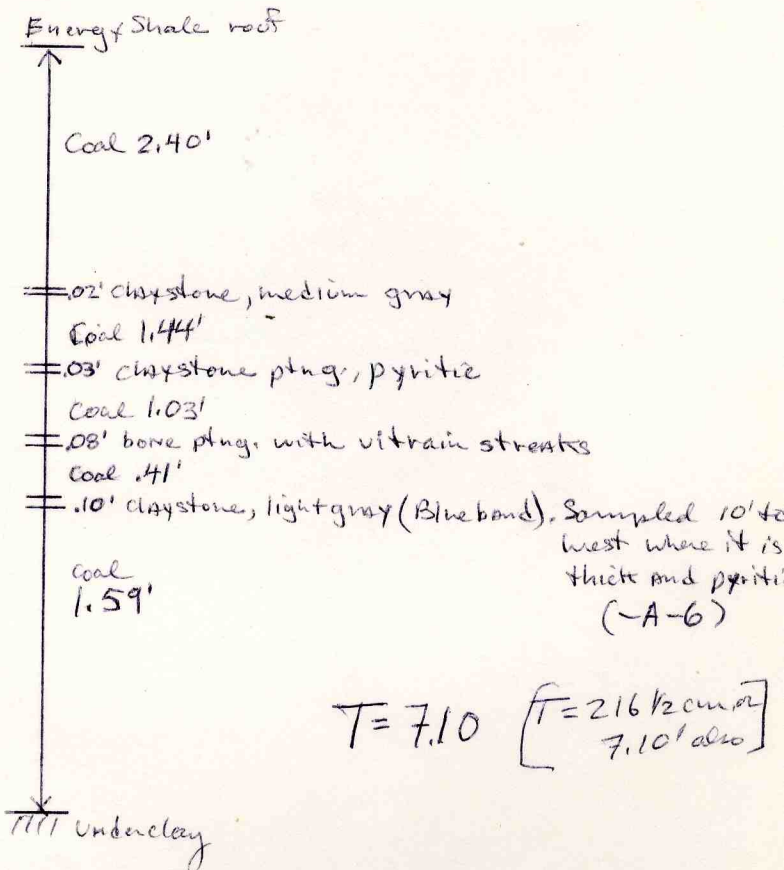 Energy Shale roof
Coal 2.40'
.02' claystone, medium gray
Coal 1.44'
.03' claystone ptng., pyritic
Coal 1.03'
.08' bone ptng. with vitrain streaks
Coal .41'
.10' claystone, light gray (Blue band). Sampled 10' to
west where it is
thick and pyriti
(-A-6)
coal
1.59'
T= 7.10 [T= 216 1/2 cm, or
7.10' also]
underclay